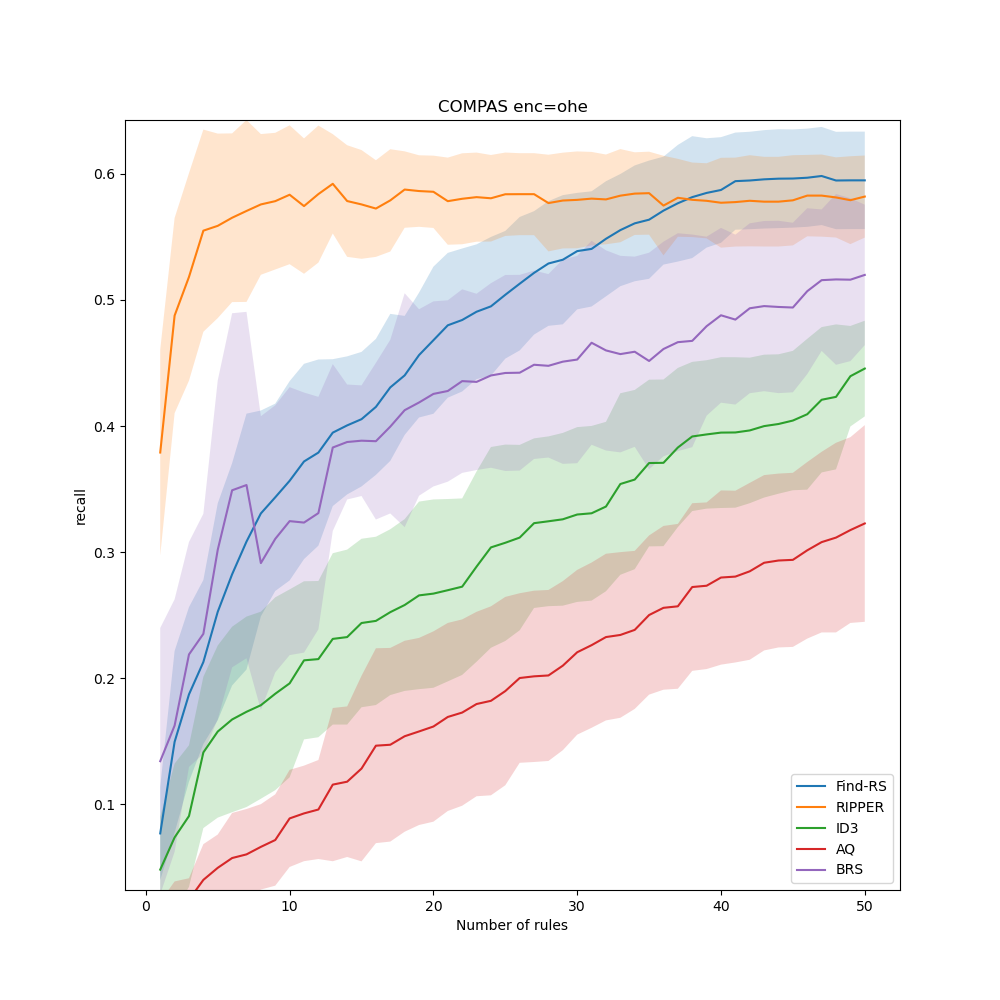 COMPAS enc=ohe
recall
0.6
0.5
0.4
0.3
0.2
0.1
0 10 20 30 40 50
Number of rules
Find-RS
RIPPER
ID3
AQ
BRS